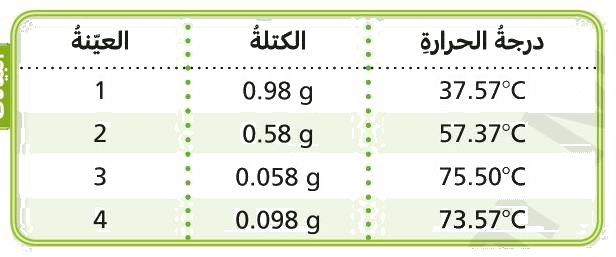 العيّنةُ الكتلةُ درجةُ الحرارةِ
1 0.98 g 37.57°C
2 0.58 g 57.37°C
3 0.058 g 75.50°C
4 0.098 g 73.57°C